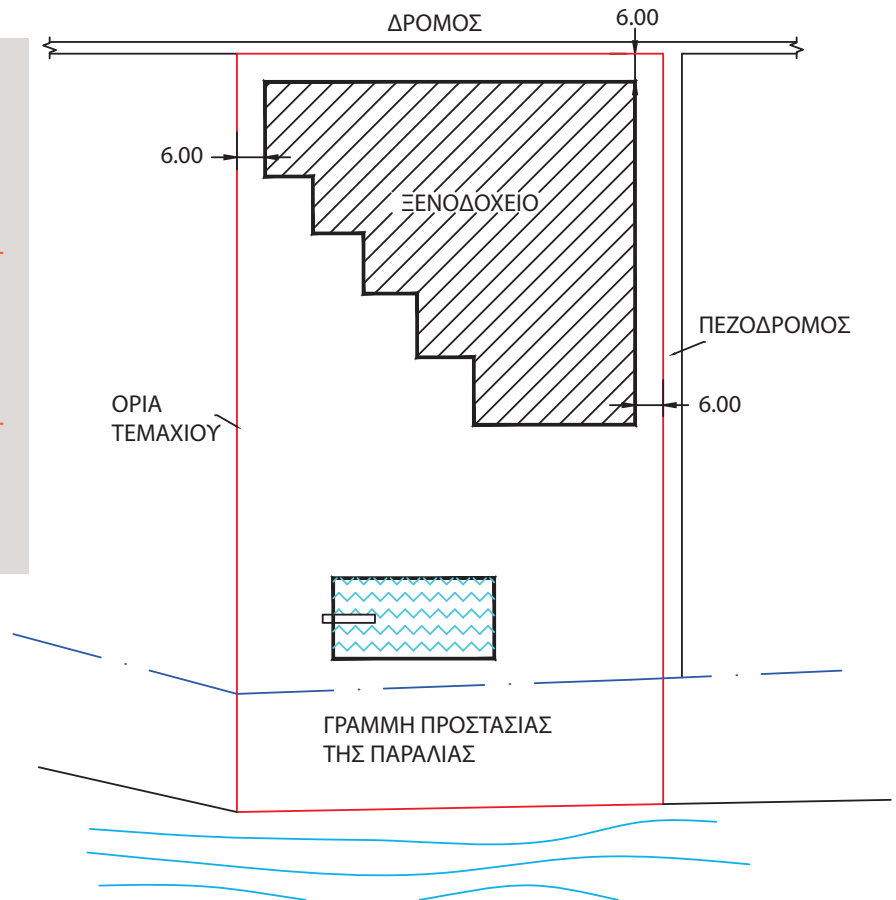 ΔΡΟΜΟΣ
6.00
6.00
ΞΕΝΟΔΟΧΕΙΟ
ΠΕΖΟΔΡΟΜΟΣ
6.00
ΟΡΙΑ
ΤΕΜΑΧΙΟΥ
ΓΡΑΜΜΗ ΠΡΟΣΤΑΣΙΑΣ
ΤΗΣ ΠΑΡΑΛΙΑΣ